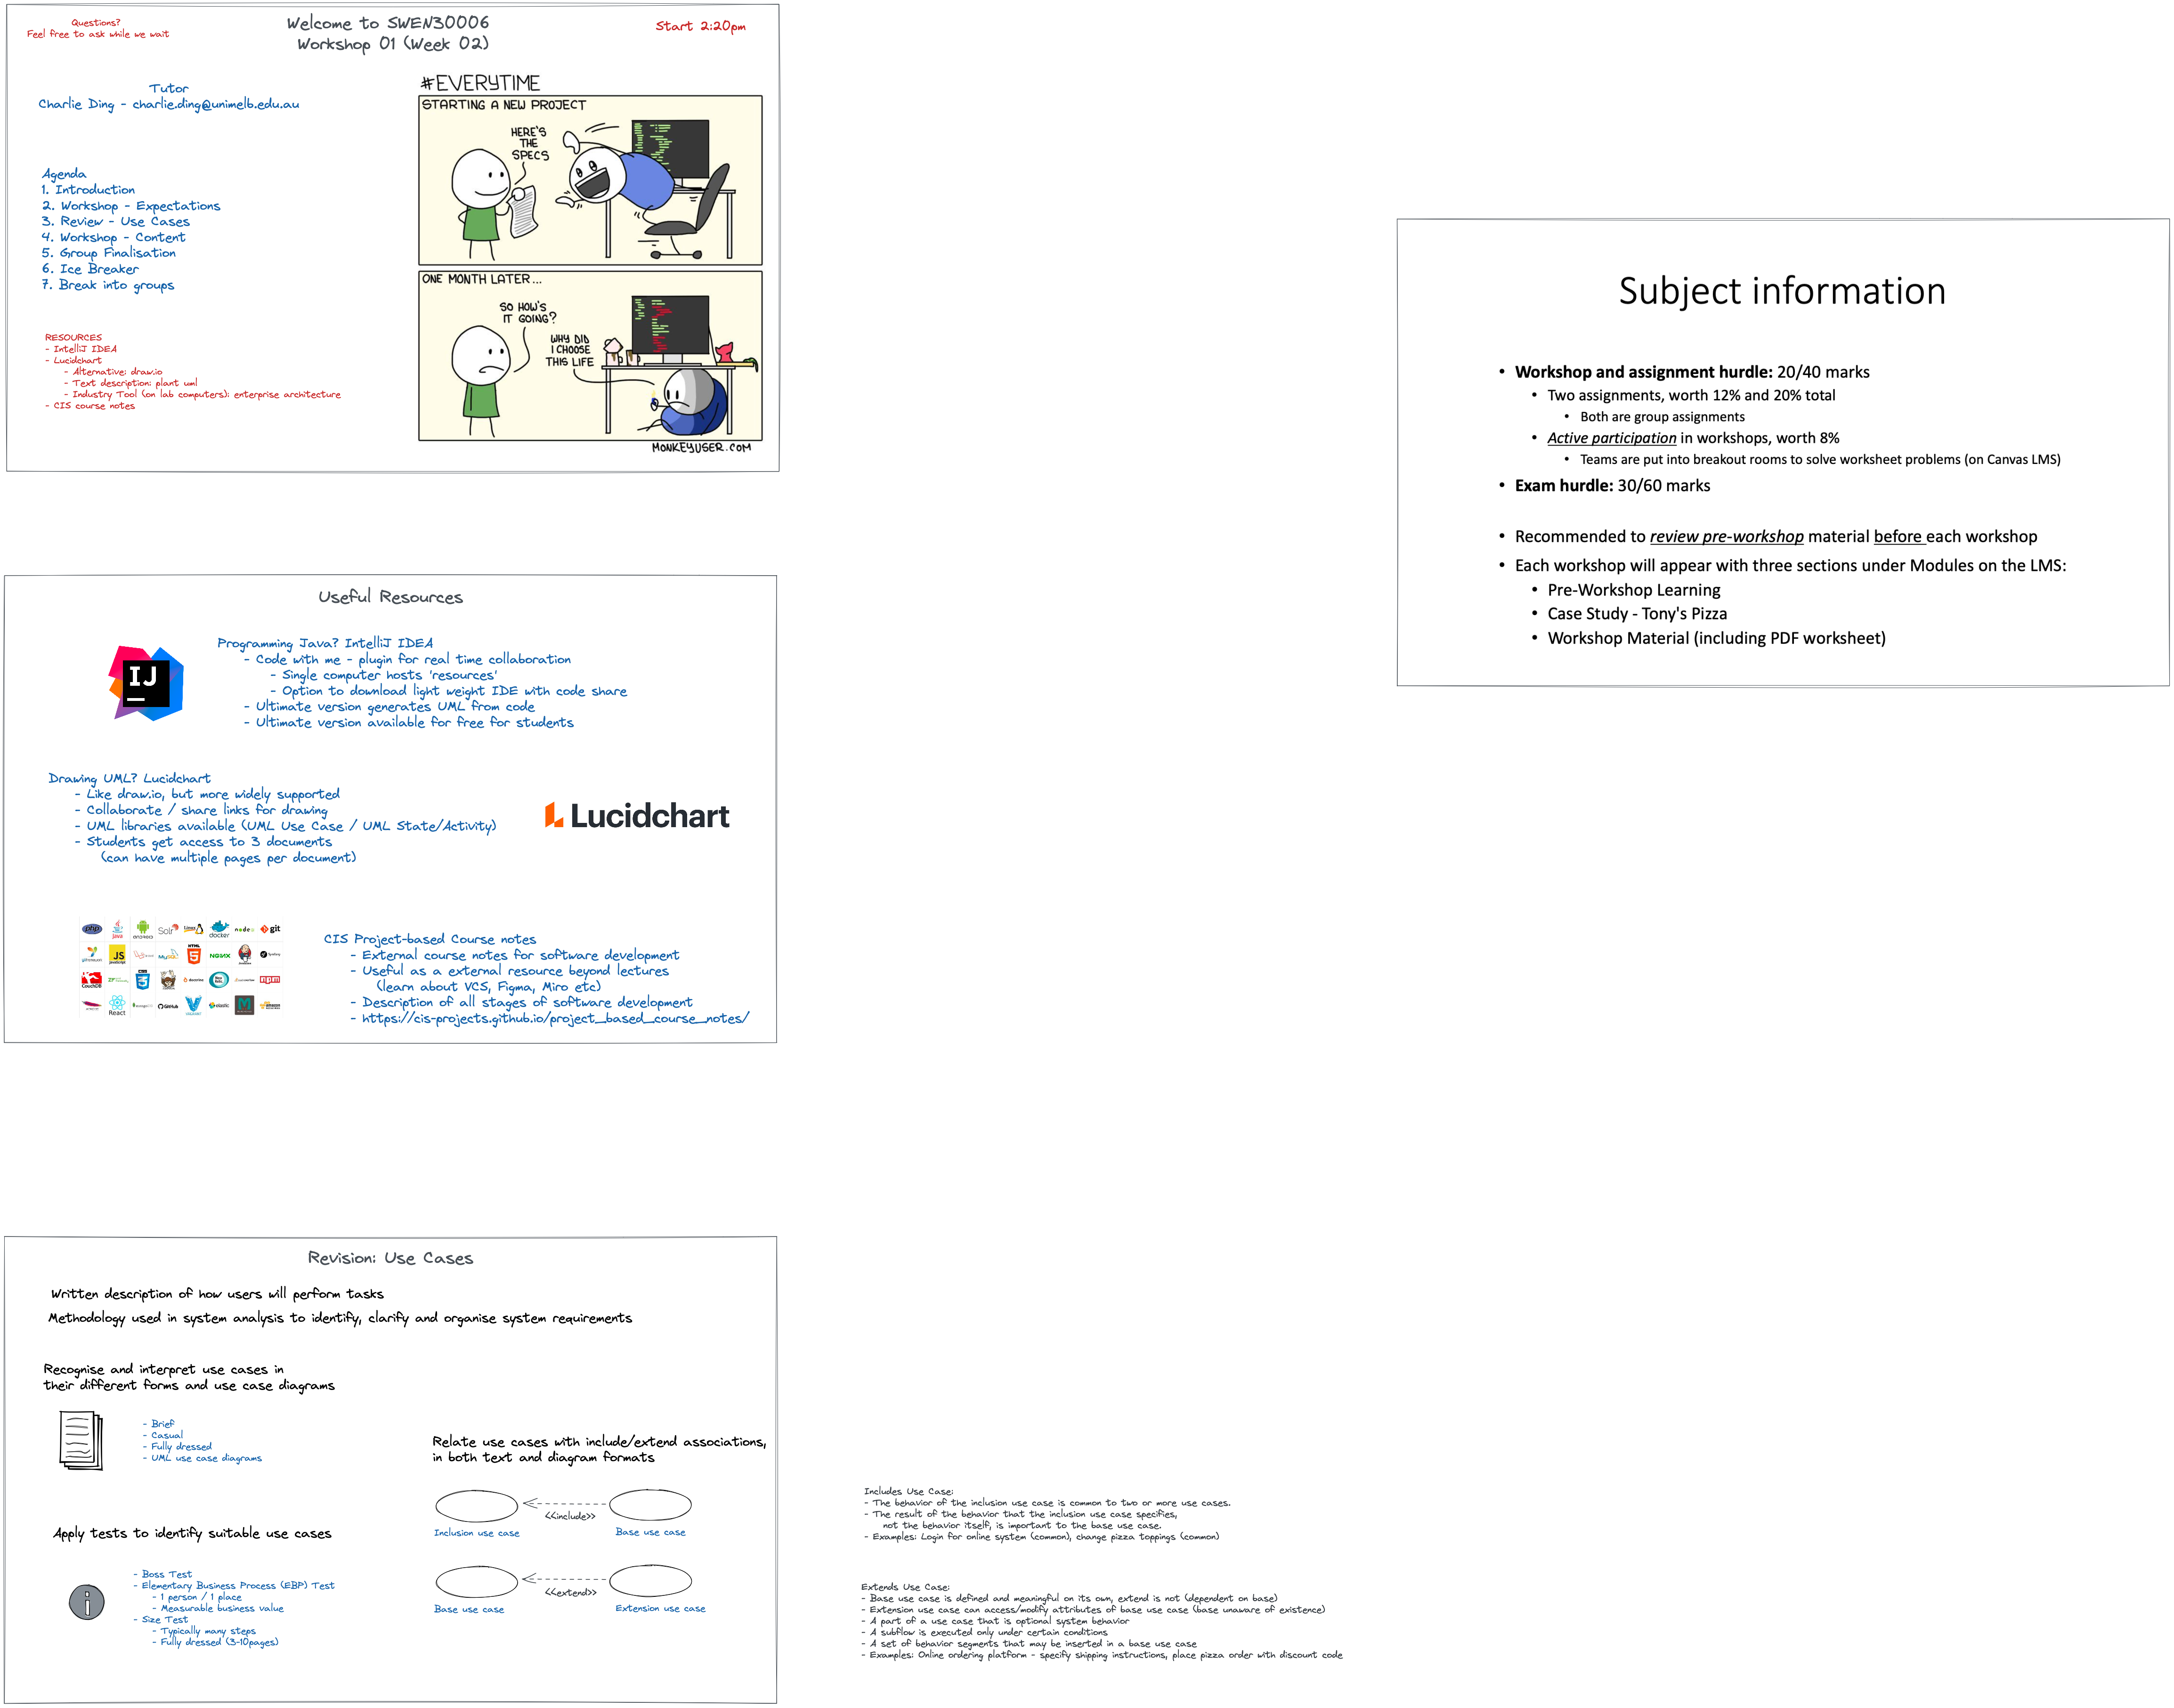 Questions?
Feel free to ask while we wait
Welcome to SWEN30006
Workshop 01 (Week 02)
Start 2:20pm
Tutor
Charlie Ding - charlie.ding@unimelb.edu.au
Agenda
1. Introduction
2. Workshop - Expectations
3. Review - Use Cases
4. Workshop - Content
5. Group Finalisation
6. Ice Breaker
7. Break into groups
RESOURCES
- IntelliJ IDEA
- Lucidchart
- Alternative: draw.io
- Text description: plant uml
- Industry Tool (on lab computers): enterprise architecture
- CIS course notes
#EVERYTIME
STARTING A NEW PROJECT
HERE'S
THE
SPECS
ONE MONTH LATER...
SO HOW'S
IT GOING?
WHY DID
I CHOOSE
THIS LIFE
MONKEYUSER.COM
Subject information
• Workshop and assignment hurdle: 20/40 marks
• Two assignments, worth 12% and 20% total
• Both are group assignments
• Active participation in workshops, worth 8%
• Teams are put into breakout rooms to solve worksheet problems (on Canvas LMS)
• Exam hurdle: 30/60 marks
• Recommended to review pre-workshop material before each workshop
• Each workshop will appear with three sections under Modules on the LMS:
• Pre-Workshop Learning
• Case Study - Tony's Pizza
• Workshop Material (including PDF worksheet)
Useful Resources
IJ
Programming Java? IntelliJ IDEA
- Code with me - plugin for real time collaboration
- Single computer hosts 'resources'
- Option to download light weight IDE with code share
- Ultimate version generates UML from code
- Ultimate version available for free for students
Drawing UML? Lucidchart
- Like draw.io, but more widely supported
- Collaborate / share links for drawing
- UML libraries available (UML Use Case / UML State/Activity)
- Students get access to 3 documents
(can have multiple pages per document)
Lucidchart
php Java ANDROID Solr Linux docker node git
JS MySQL HTML 5 NGINX
CouchDB CSS 3
React GitHub elastic M amazon
CIS Project-based Course notes
- External course notes for software development
- Useful as a external resource beyond lectures
(learn about VCS, Figma, Miro etc)
- Description of all stages of software development
- https://cis-projects.github.io/project_based_course_notes/
Revision: Use Cases
Written description of how users will perform tasks
Methodology used in system analysis to identify, clarify and organise system requirements
Recognise and interpret use cases in
their different forms and use case diagrams
- Brief
- Casual
- Fully dressed
- UML use case diagrams
Apply tests to identify suitable use cases
- Boss Test
- Elementary Business Process (EBP) Test
- 1 person / 1 place
- Measurable business value
- Size Test
- Typically many steps
- Fully dressed (3-10pages)
Relate use cases with include/extend associations,
in both text and diagram formats
<<include>>
Inclusion use case
Base use case
<<extend>>
Base use case
Extension use case
Includes Use Case:
- The behavior of the inclusion use case is common to two or more use cases.
- The result of the behavior that the inclusion use case specifies,
not the behavior itself, is important to the base use case.
- Examples: Login for online system (common), change pizza toppings (common)
Extends Use Case:
- Base use case is defined and meaningful on its own, extend is not (dependent on base)
- Extension use case can access/modify attributes of base use case (base unaware of existence)
- A part of a use case that is optional system behavior
- A subflow is executed only under certain conditions
- A set of behavior segments that may be inserted in a base use case
- Examples: Online ordering platform - specify shipping instructions, place pizza order with discount code